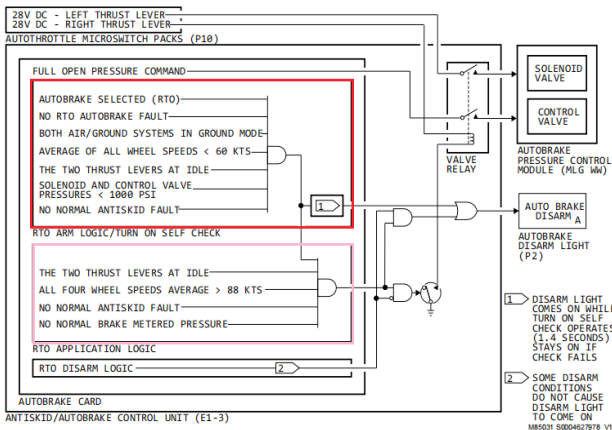 28V DC - LEFT THRUST LEVER
28V DC - RIGHT THRUST LEVER
AUTOTHROTTLE MICROSWITCH PACKS (P10)
FULL OPEN PRESSURE COMMAND
AUTOBRAKE SELECTED (RTO)
NO RTO AUTOBRAKE FAULT
BOTH AIR/GROUND SYSTEMS IN GROUND MODE
AVERAGE OF ALL WHEEL SPEEDS < 60 KTS
THE TWO THRUST LEVERS AT IDLE
SOLENOID AND CONTROL VALVE
PRESSURES < 1000 PSI
NO NORMAL ANTISKID FAULT
1
RTO ARM LOGIC/TURN ON SELF CHECK
THE TWO THRUST LEVERS AT IDLE
ALL FOUR WHEEL SPEEDS AVERAGE > 88 KTS
NO NORMAL ANTISKID FAULT
NO NORMAL BRAKE METERED PRESSURE
RTO APPLICATION LOGIC
RTO DISARM LOGIC
2
AUTOBRAKE CARD
ANTISKID/AUTOBRAKE CONTROL UNIT (E1-3)
VALVE
RELAY
SOLENOID
VALVE
CONTROL
VALVE
AUTOBRAKE
PRESSURE CONTROL
MODULE (MLG WW)
AUTO BRAKE
DISARM A
AUTOBRAKE
DISARM LIGHT
(P2)
1 DISARM LIGHT
COMES ON WHILE
TURN ON SELF
CHECK OPERATES
(1.4 SECONDS)
STAYS ON IF
CHECK FAILS
2 SOME DISARM
CONDITIONS
DO NOT CAUSE
DISARM LIGHT
TO COME ON
M85031 S0004627978 V1